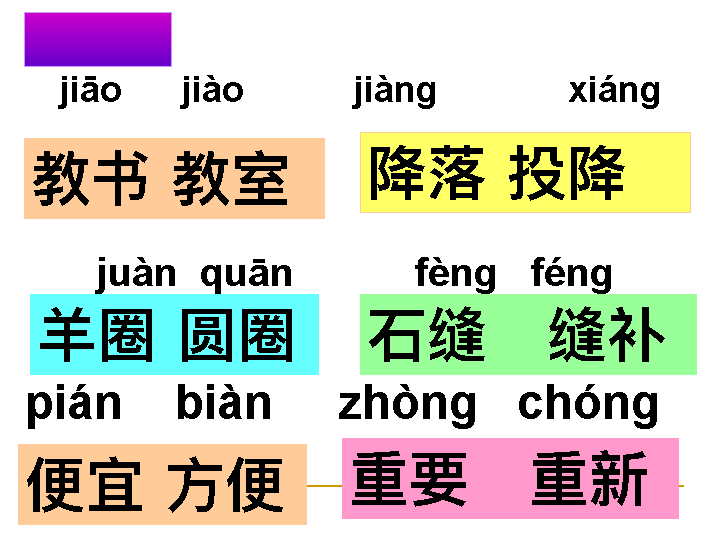 jiāo jiào jiàng xiáng
教书 教室 降落 投降
juàn quān fèng féng
羊圈 圆圈 石缝 缝补
pián biàn zhòng chóng
便宜 方便 重要 重新